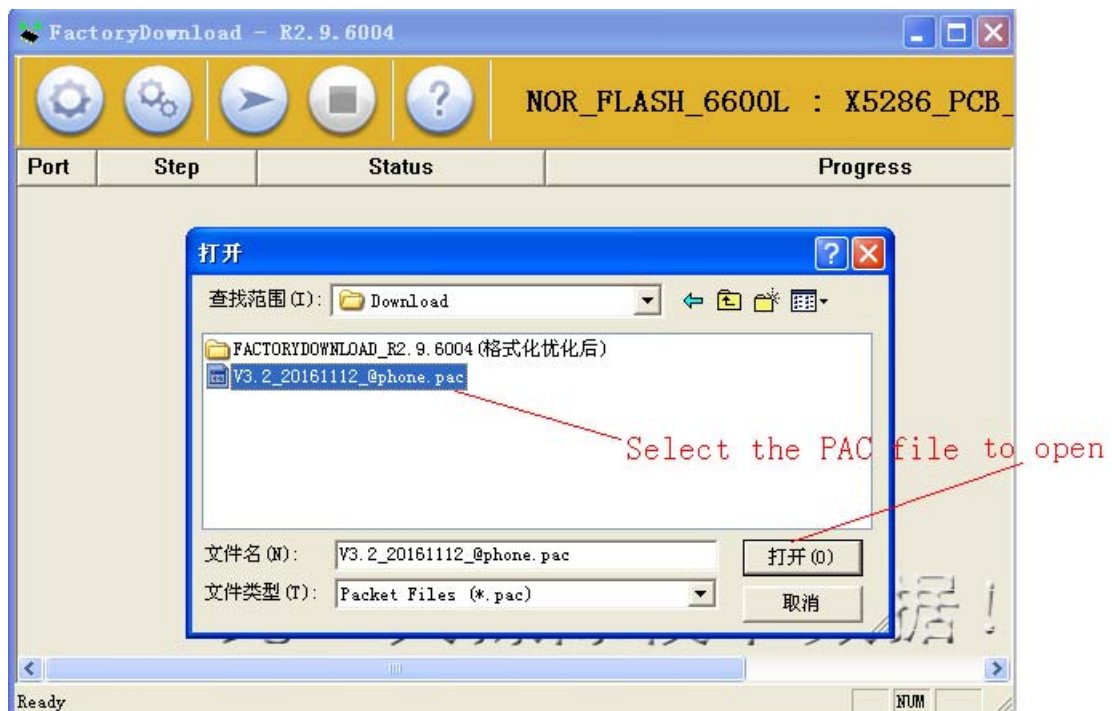 FactoryDownload - R2.9.6004
NOR_FLASH_6600L : X5286_PCB_
Port Step Status Progress
打开
查找范围(I): Download
FACTORYDOWNLOAD_R2.9.6004(格式化优化后)
V3.2_20161112_@phone.pac
Select the PAC file to open
文件名(N): V3.2_20161112_@phone.pac 打开(O)
文件类型(T): Packet Files (*.pac) 取消
据!
Ready NUM